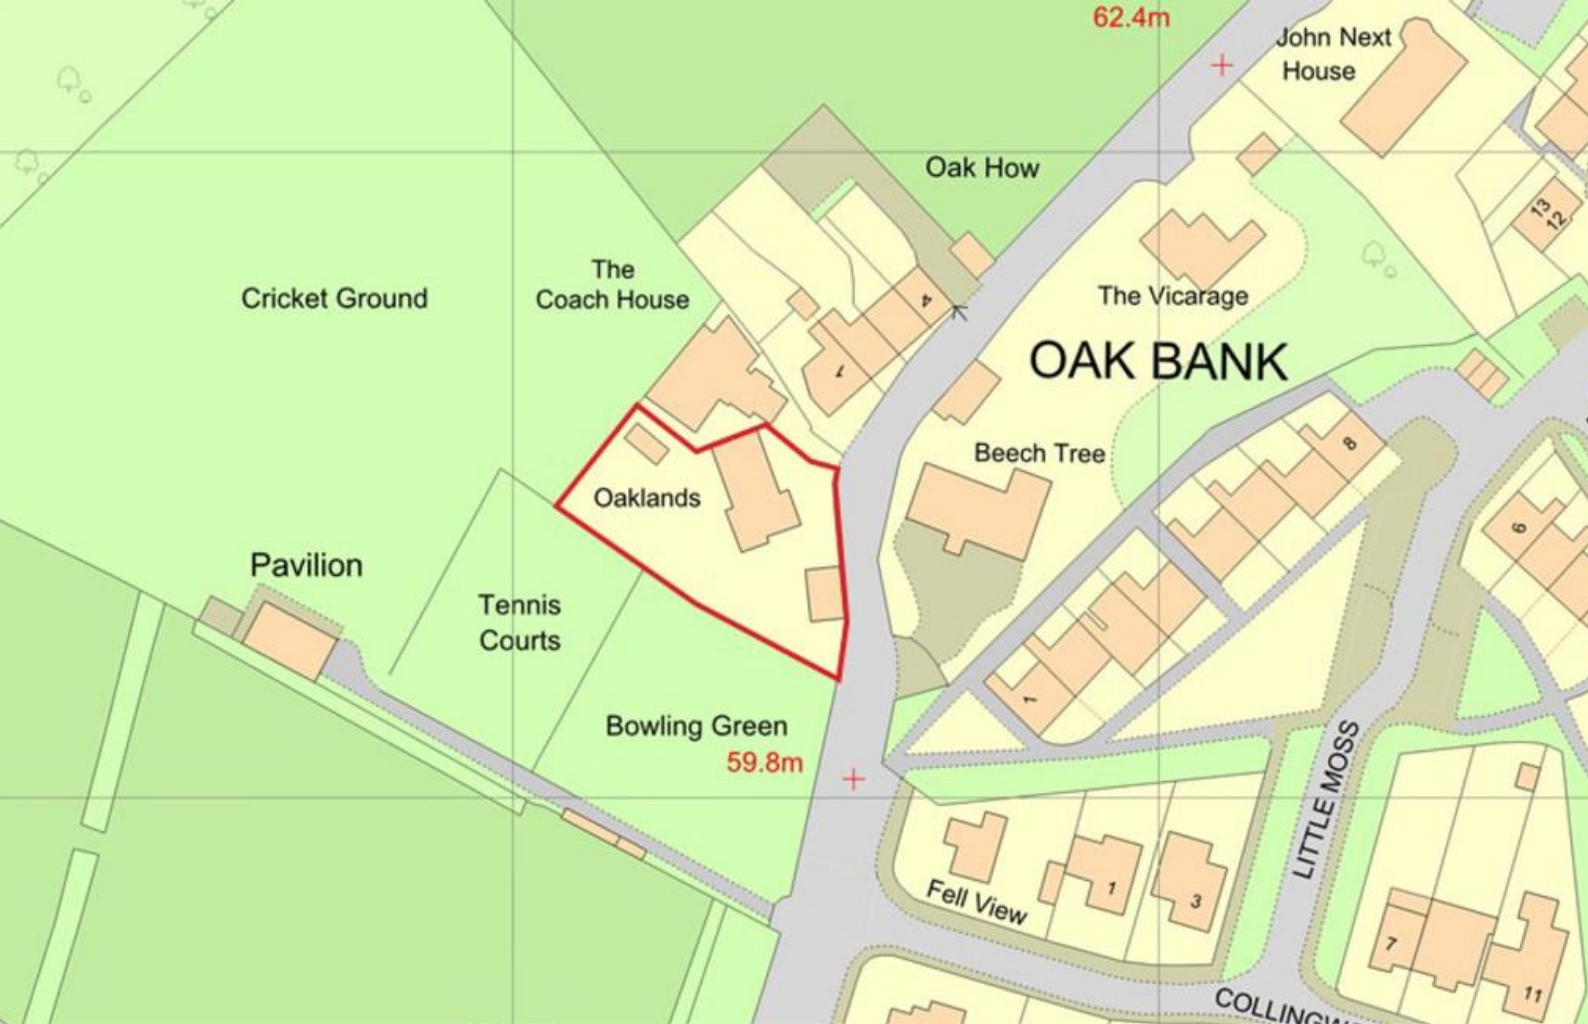 62.4m
John Next
House
Oak How
13
12
The
Coach House
Cricket Ground
The Vicarage
4
OAK BANK
1
Beech Tree
8
Oaklands
6
Pavilion
Tennis
Courts
1
Bowling Green
59.8m
LITTLE MOSS
Fell View
1
3
7
11